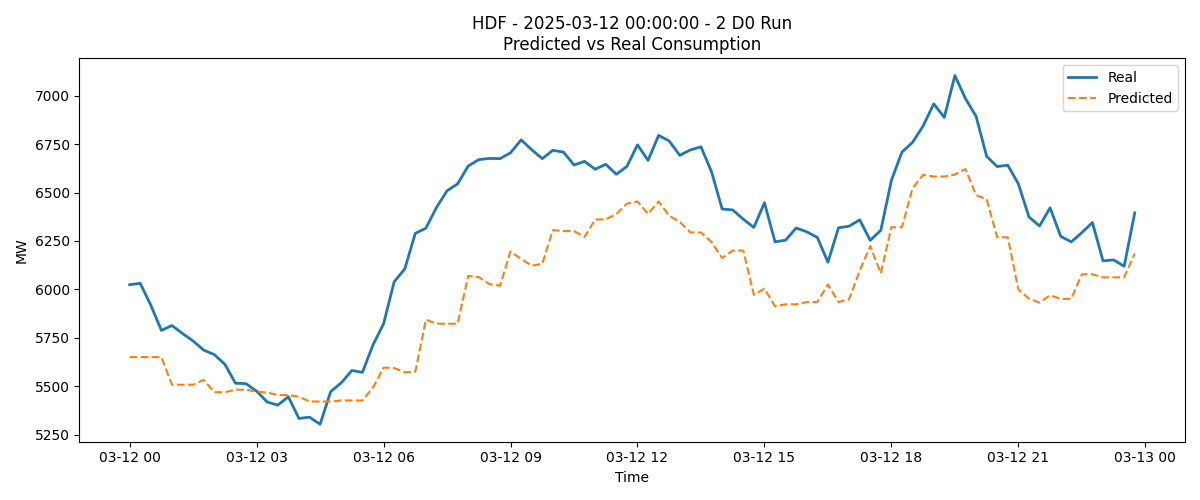 HDF - 2025-03-12 00:00:00 - 2 D0 Run
Predicted vs Real Consumption
Real
Predicted
7000
6750
6500
6250
6000
5750
5500
5250
MW
03-12 00
03-12 03
03-12 06
03-12 09
03-12 12
03-12 15
03-12 18
03-12 21
03-13 00
Time